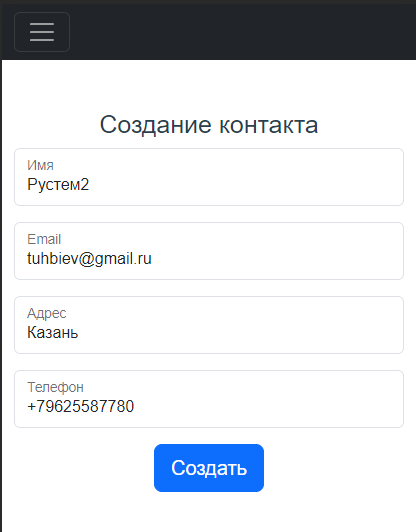 Создание контакта
Имя
Рустем2
Email
tuhbiev@gmail.ru
Адрес
Казань
Телефон
+79625587780
Создать